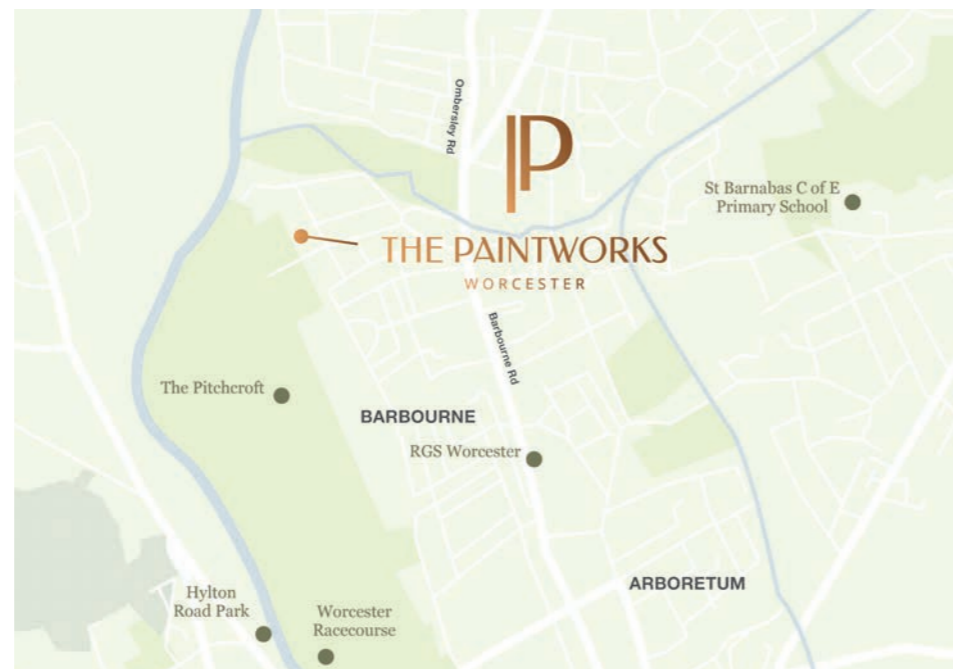 Ombersley Rd
P
St Barnabas C of E
Primary School
THE PAINTWORKS
WORCESTER
Barbourne Rd
The Pitchcroft
BARBOURNE
RGS Worcester
ARBORETUM
Hylton
Road Park
Worcester
Racecourse